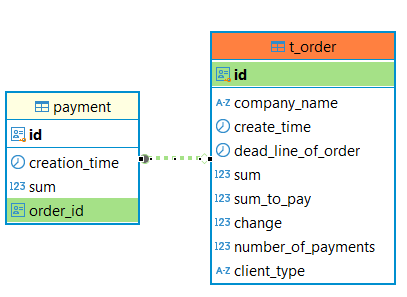 payment
id
creation_time
123 sum
order_id
t_order
id
A-Z company_name
create_time
dead_line_of_order
123 sum
123 sum_to_pay
123 change
123 number_of_payments
A-Z client_type